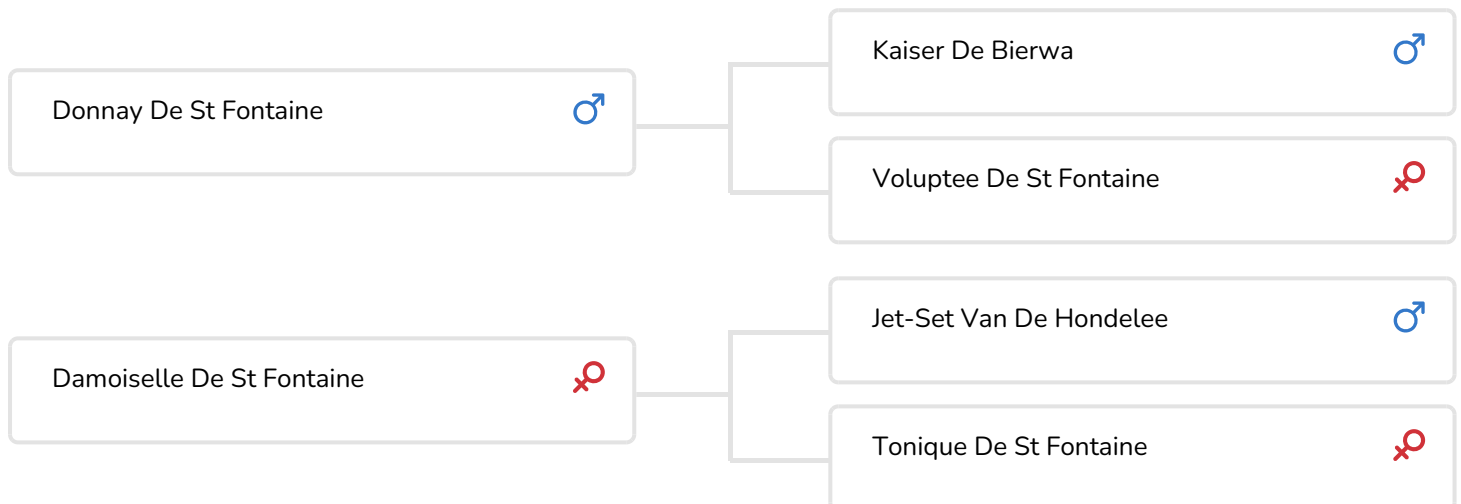 Kaiser De Bierwa
Donnay De St Fontaine
Voluptee De St Fontaine
Jet-Set Van De Hondelee
Damoiselle De St Fontaine
Tonique De St Fontaine